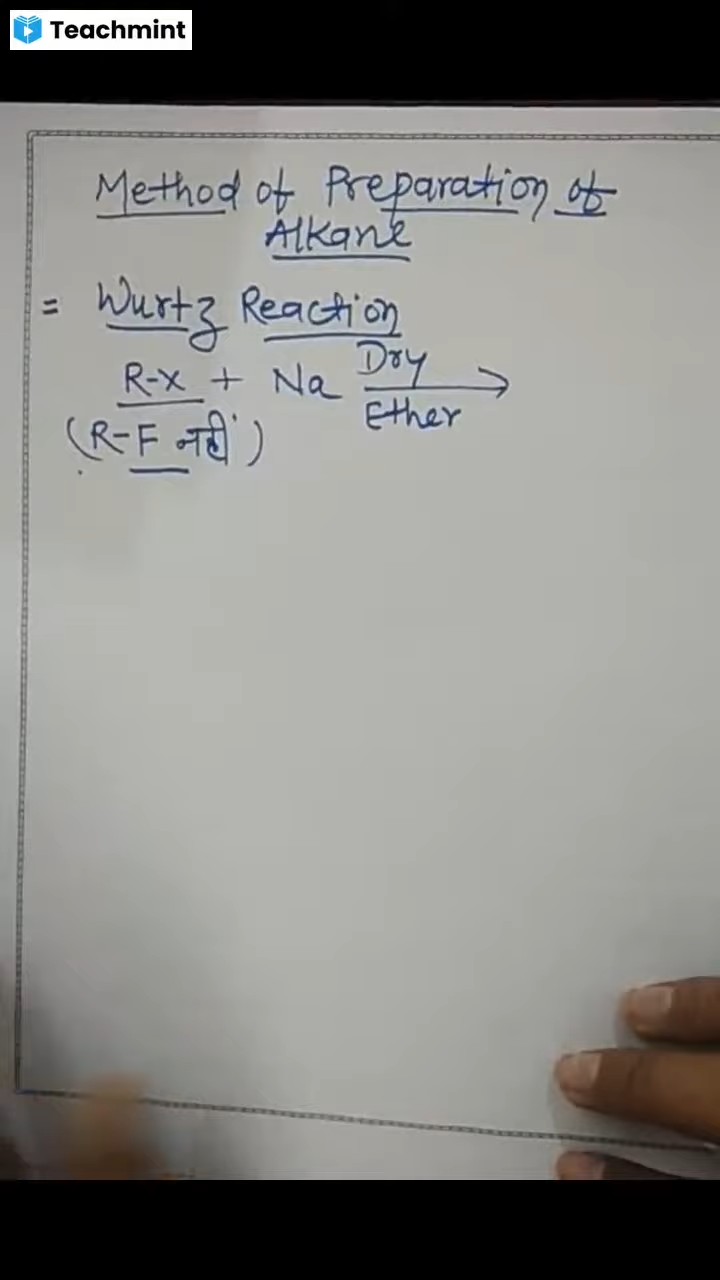 Teachmint
Method of Preparation of
Alkane
= Wurtz Reaction
R-X + Na Dry
Ether
(R-F नहीं)